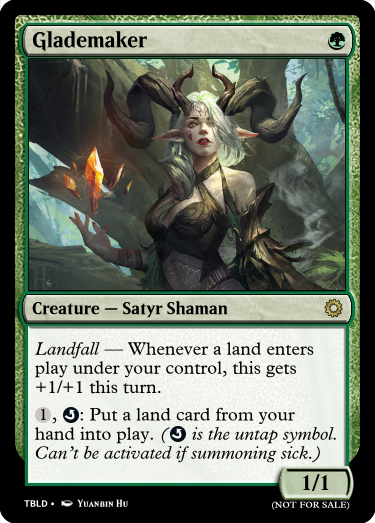 Glademaker
Creature — Satyr Shaman
Landfall — Whenever a land enters
play under your control, this gets
+1/+1 this turn.
1 , : Put a land card from your
hand into play. ( is the untap symbol.
Can't be activated if summoning sick.)
1/1
TBLD • Yuanbin Hu
(NOT FOR SALE)